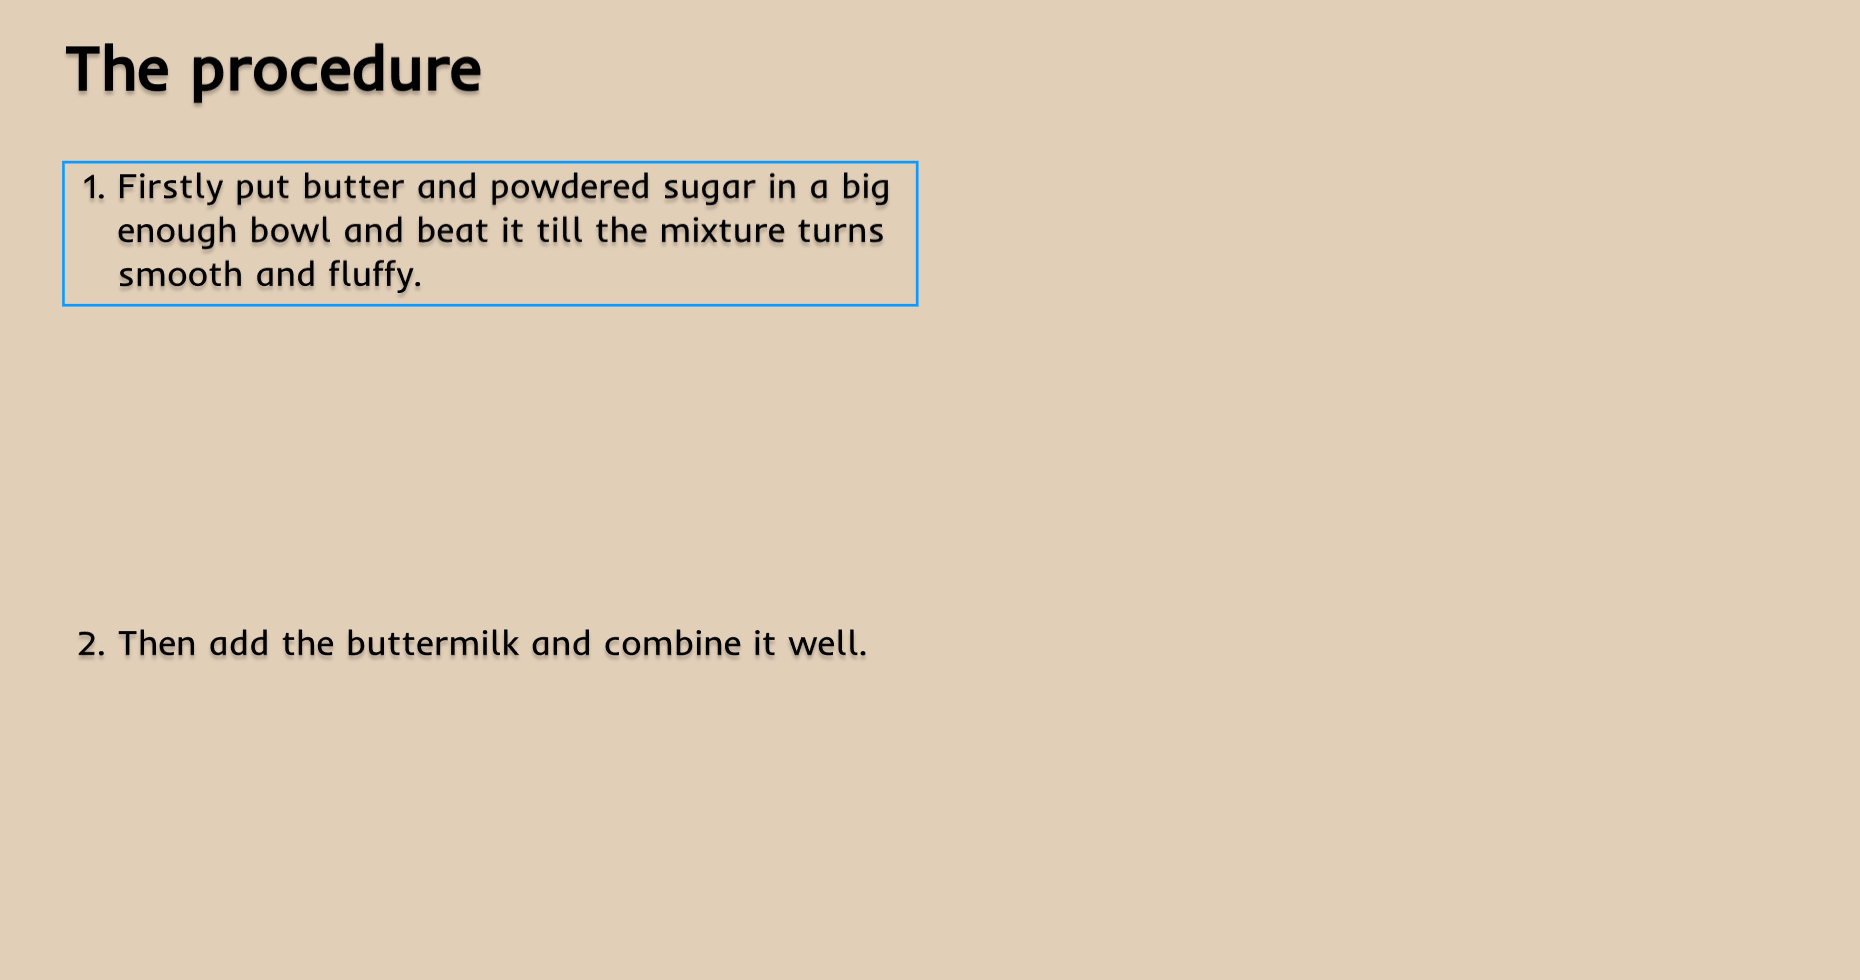 The procedure
1. Firstly put butter and powdered sugar in a big
enough bowl and beat it till the mixture turns
smooth and fluffy.
2. Then add the buttermilk and combine it well.